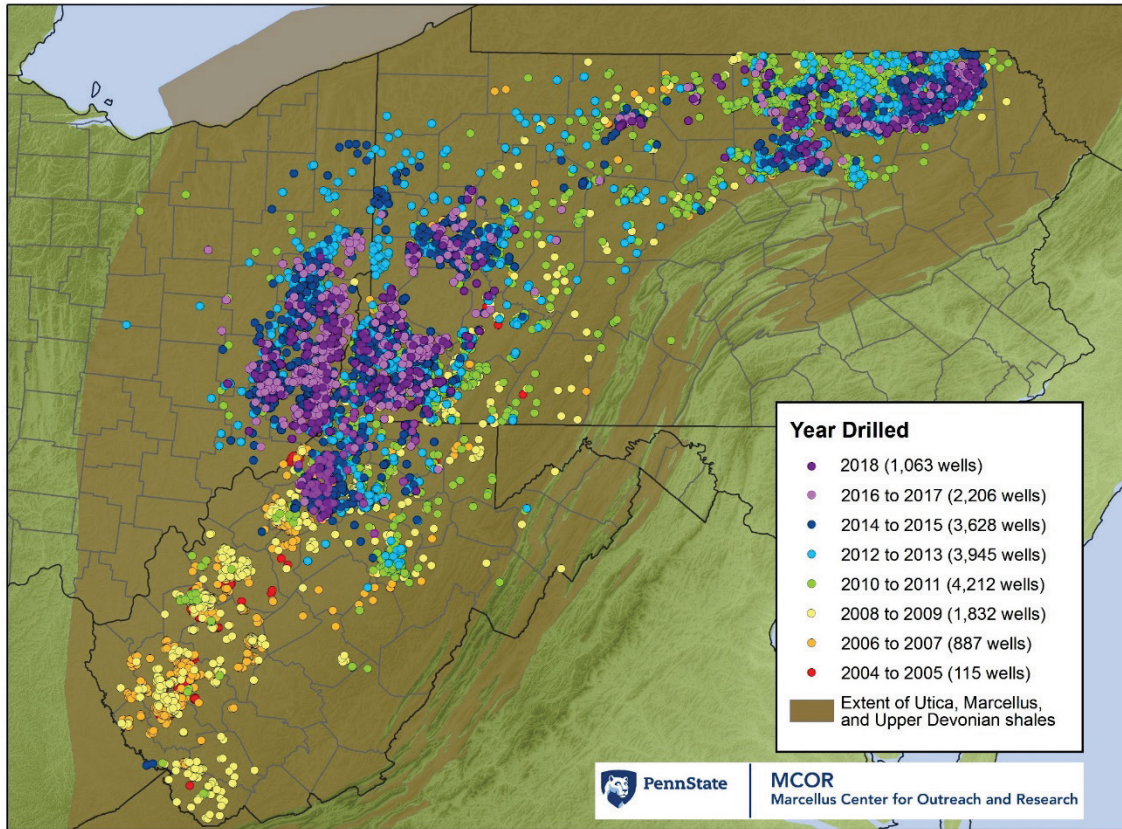 Year Drilled
2018 (1,063 wells)
2016 to 2017 (2,206 wells)
2014 to 2015 (3,628 wells)
2012 to 2013 (3,945 wells)
2010 to 2011 (4,212 wells)
2008 to 2009 (1,832 wells)
2006 to 2007 (887 wells)
2004 to 2005 (115 wells)
Extent of Utica, Marcellus,
and Upper Devonian shales
PennState
MCOR
Marcellus Center for Outreach and Research